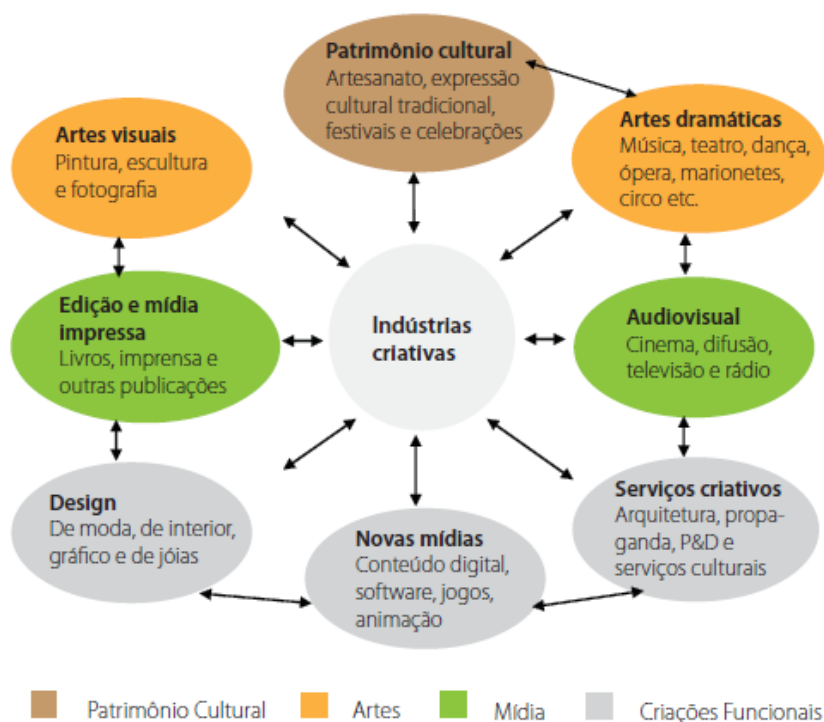 Patrimônio cultural
Artesanato, expressão
cultural tradicional,
festivais e celebrações
Artes visuais
Pintura, escultura
e fotografia
Artes dramáticas
Música, teatro, dança,
ópera, marionetes,
circo etc.
Edição e mídia
impressa
Livros, imprensa e
outras publicações
Indústrias
criativas
Audiovisual
Cinema, difusão,
televisão e rádio
Design
De moda, de interior,
gráfico e de jóias
Novas mídias
Conteúdo digital,
software, jogos,
animação
Serviços criativos
Arquitetura, propa-
ganda, P&D e
serviços culturais
Patrimônio Cultural
Artes
Mídia
Criações Funcionais